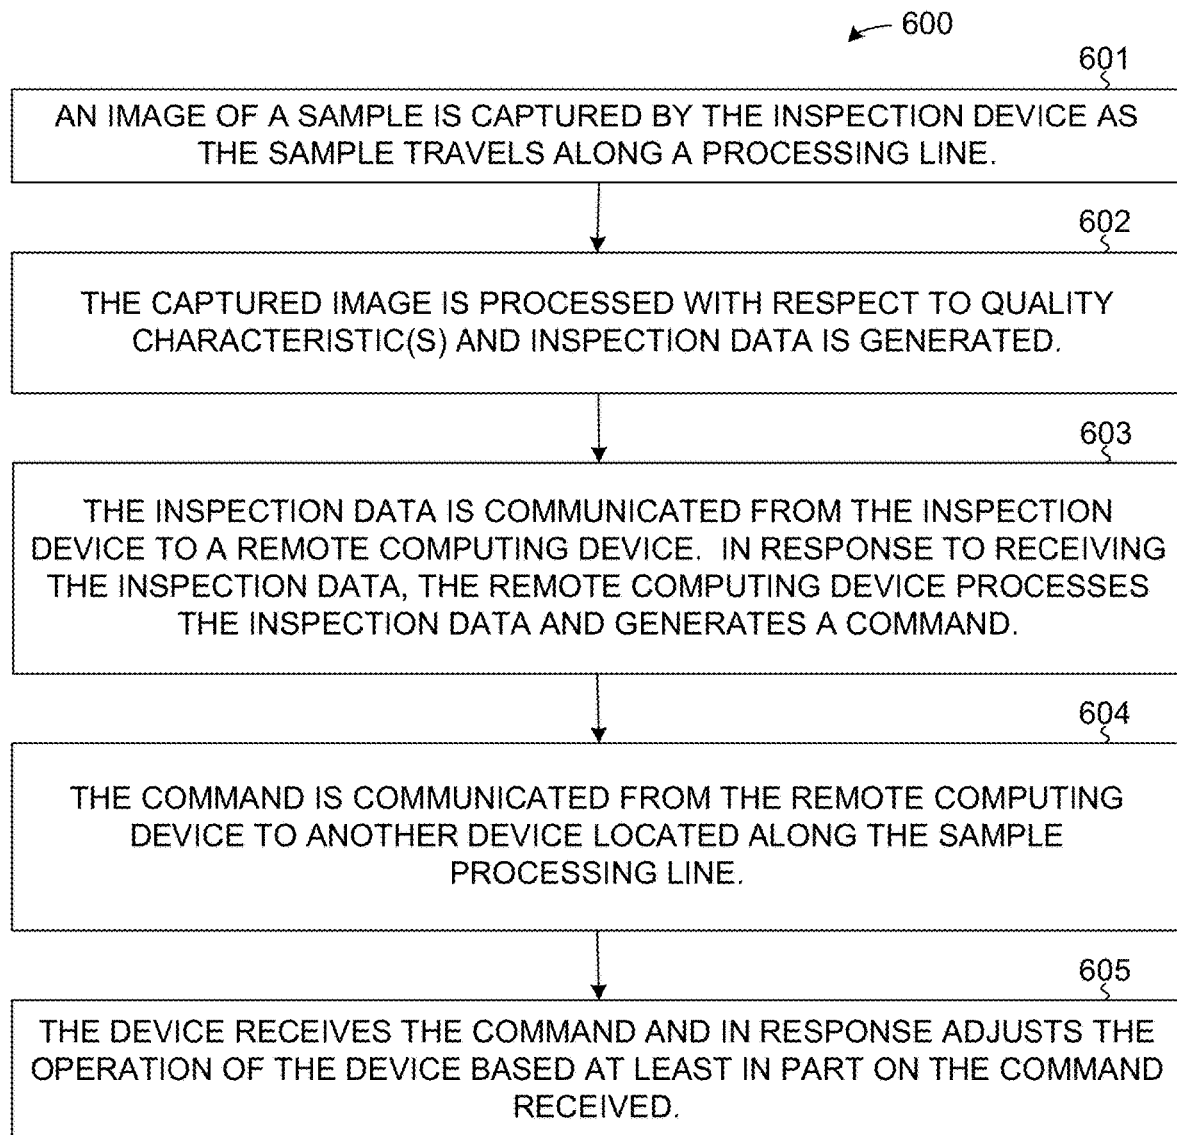 600
601
AN IMAGE OF A SAMPLE IS CAPTURED BY THE INSPECTION DEVICE AS
THE SAMPLE TRAVELS ALONG A PROCESSING LINE.
602
THE CAPTURED IMAGE IS PROCESSED WITH RESPECT TO QUALITY
CHARACTERISTIC(S) AND INSPECTION DATA IS GENERATED.
603
THE INSPECTION DATA IS COMMUNICATED FROM THE INSPECTION
DEVICE TO A REMOTE COMPUTING DEVICE. IN RESPONSE TO RECEIVING
THE INSPECTION DATA, THE REMOTE COMPUTING DEVICE PROCESSES
THE INSPECTION DATA AND GENERATES A COMMAND.
604
THE COMMAND IS COMMUNICATED FROM THE REMOTE COMPUTING
DEVICE TO ANOTHER DEVICE LOCATED ALONG THE SAMPLE
PROCESSING LINE.
605
THE DEVICE RECEIVES THE COMMAND AND IN RESPONSE ADJUSTS THE
OPERATION OF THE DEVICE BASED AT LEAST IN PART ON THE COMMAND
RECEIVED.